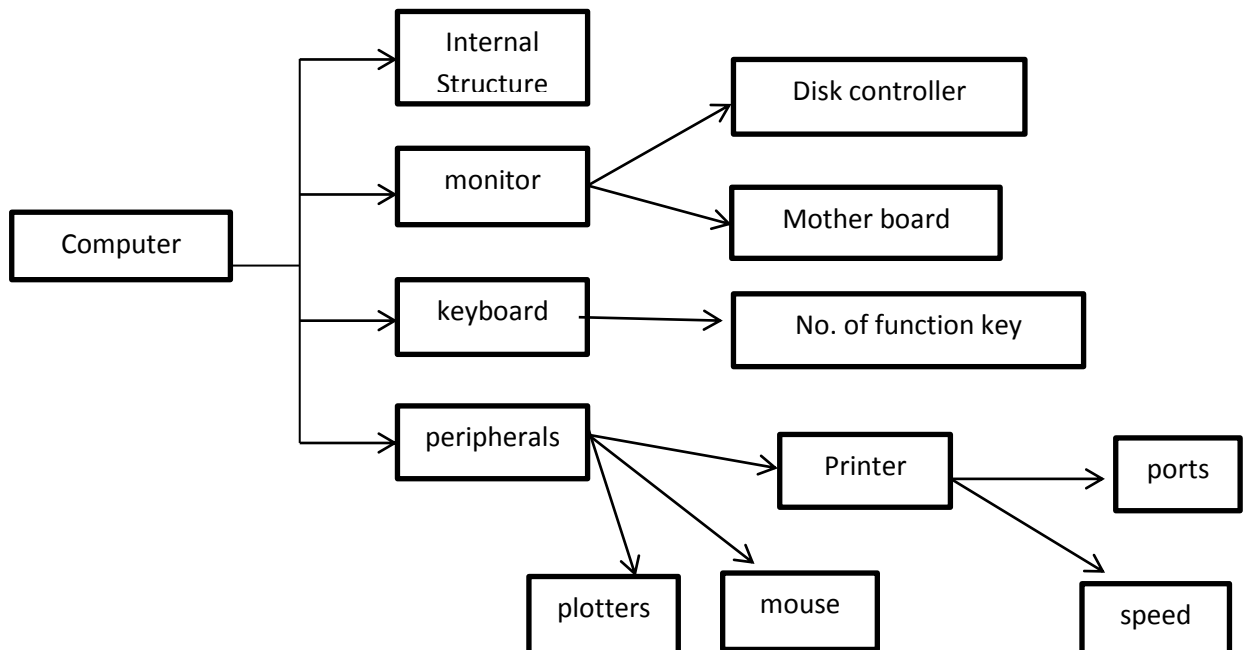 Internal
Structure
Disk controller
monitor
Mother board
Computer
keyboard
No. of function key
peripherals
Printer
ports
plotters
mouse
speed